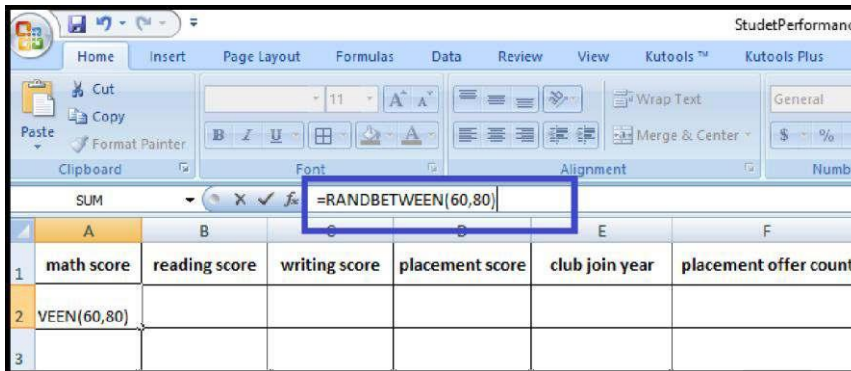 StudetPerformanc
Home Insert Page Layout Formulas Data Review View Kutools ™ Kutools Plus
Cut
Copy
Paste
Format Painter
11 A A Wrap Text General
B I U A Merge & Center $ %
Clipboard Font Alignment Numb
SUM fx =RANDBETWEEN(60,80)
A B C D E F
1 math score reading score writing score placement score club join year placement offer count
2 VEEN(60,80)
3